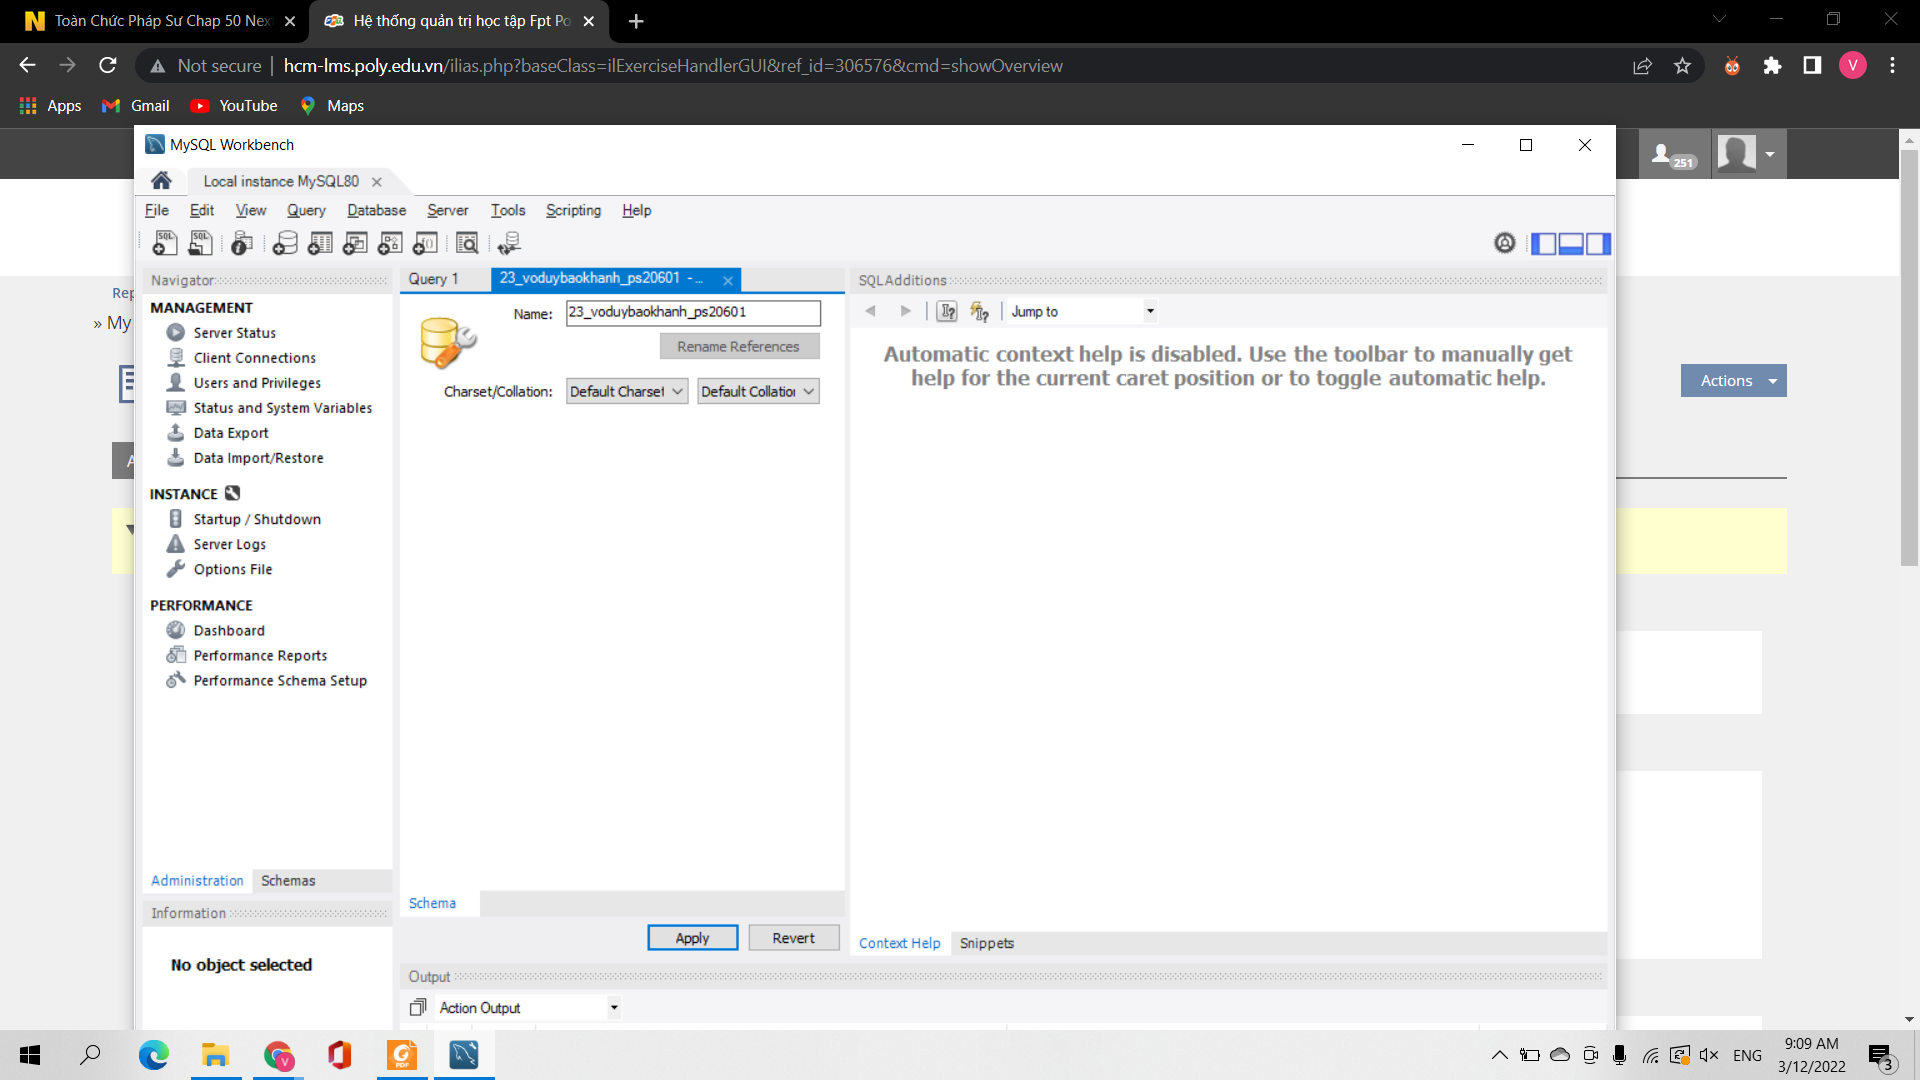 Toàn Chức Pháp Sư Chap 50 Nex
Hệ thống quản trị học tập Fpt Po
Not secure
hcm-lms.poly.edu.vn/ilias.php?baseClass=ilExerciseHandlerGUI&ref_id=306576&cmd=showOverview
V
Apps
Gmail
YouTube
Maps
251
Rep
» My
Actions
MySQL Workbench
Local instance MySQL80
File
Edit
View
Query
Database
Server
Tools
Scripting
Help
Navigator
MANAGEMENT
Server Status
Client Connections
Users and Privileges
Status and System Variables
Data Export
Data Import/Restore
INSTANCE
Startup / Shutdown
Server Logs
Options File
PERFORMANCE
Dashboard
Performance Reports
Performance Schema Setup
Administration
Schemas
Information
No object selected
Query 1
23_voduybaokhanh_ps20601 - ...
Name:
23_voduybaokhanh_ps20601
Rename References
Charset/Collation:
Default Charset
Default Collation
Schema
Apply
Revert
SQLAdditions
Jump to
Automatic context help is disabled. Use the toolbar to manually get
help for the current caret position or to toggle automatic help.
Context Help
Snippets
Output
Action Output
ENG
9:09 AM
3/12/2022
3